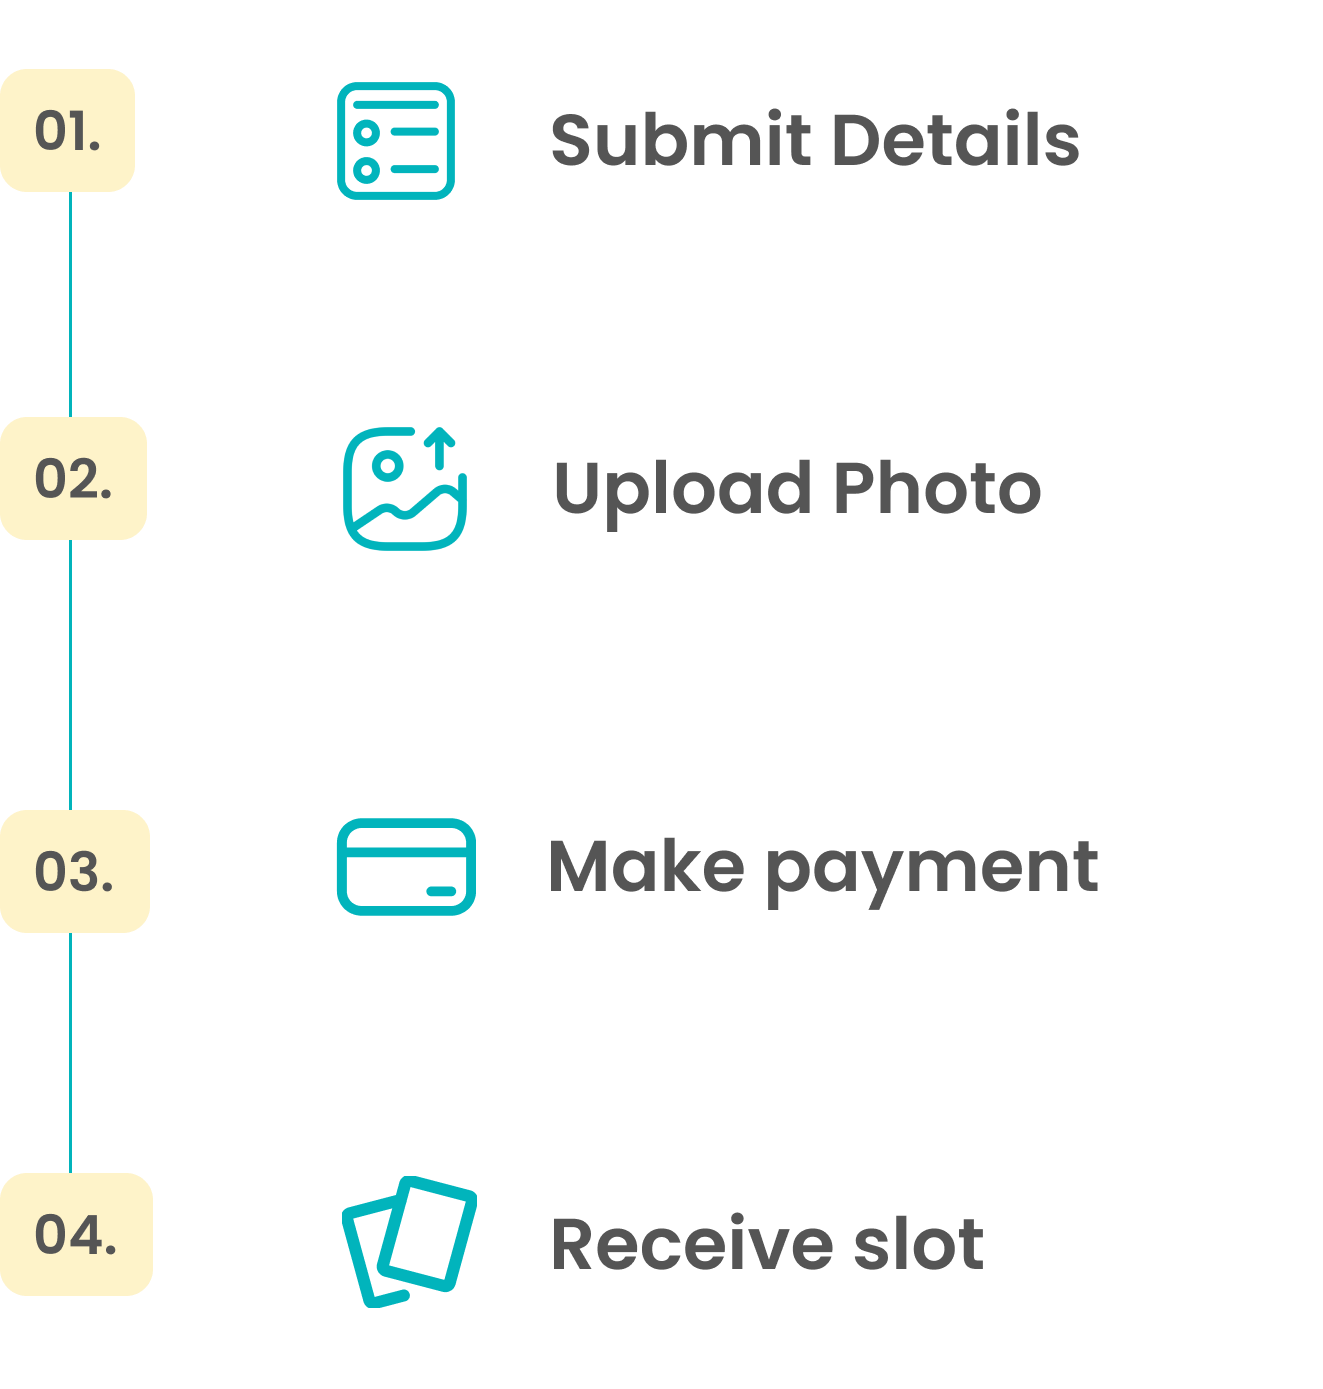 01.
Submit Details
02.
Upload Photo
03.
Make payment
04.
Receive slot